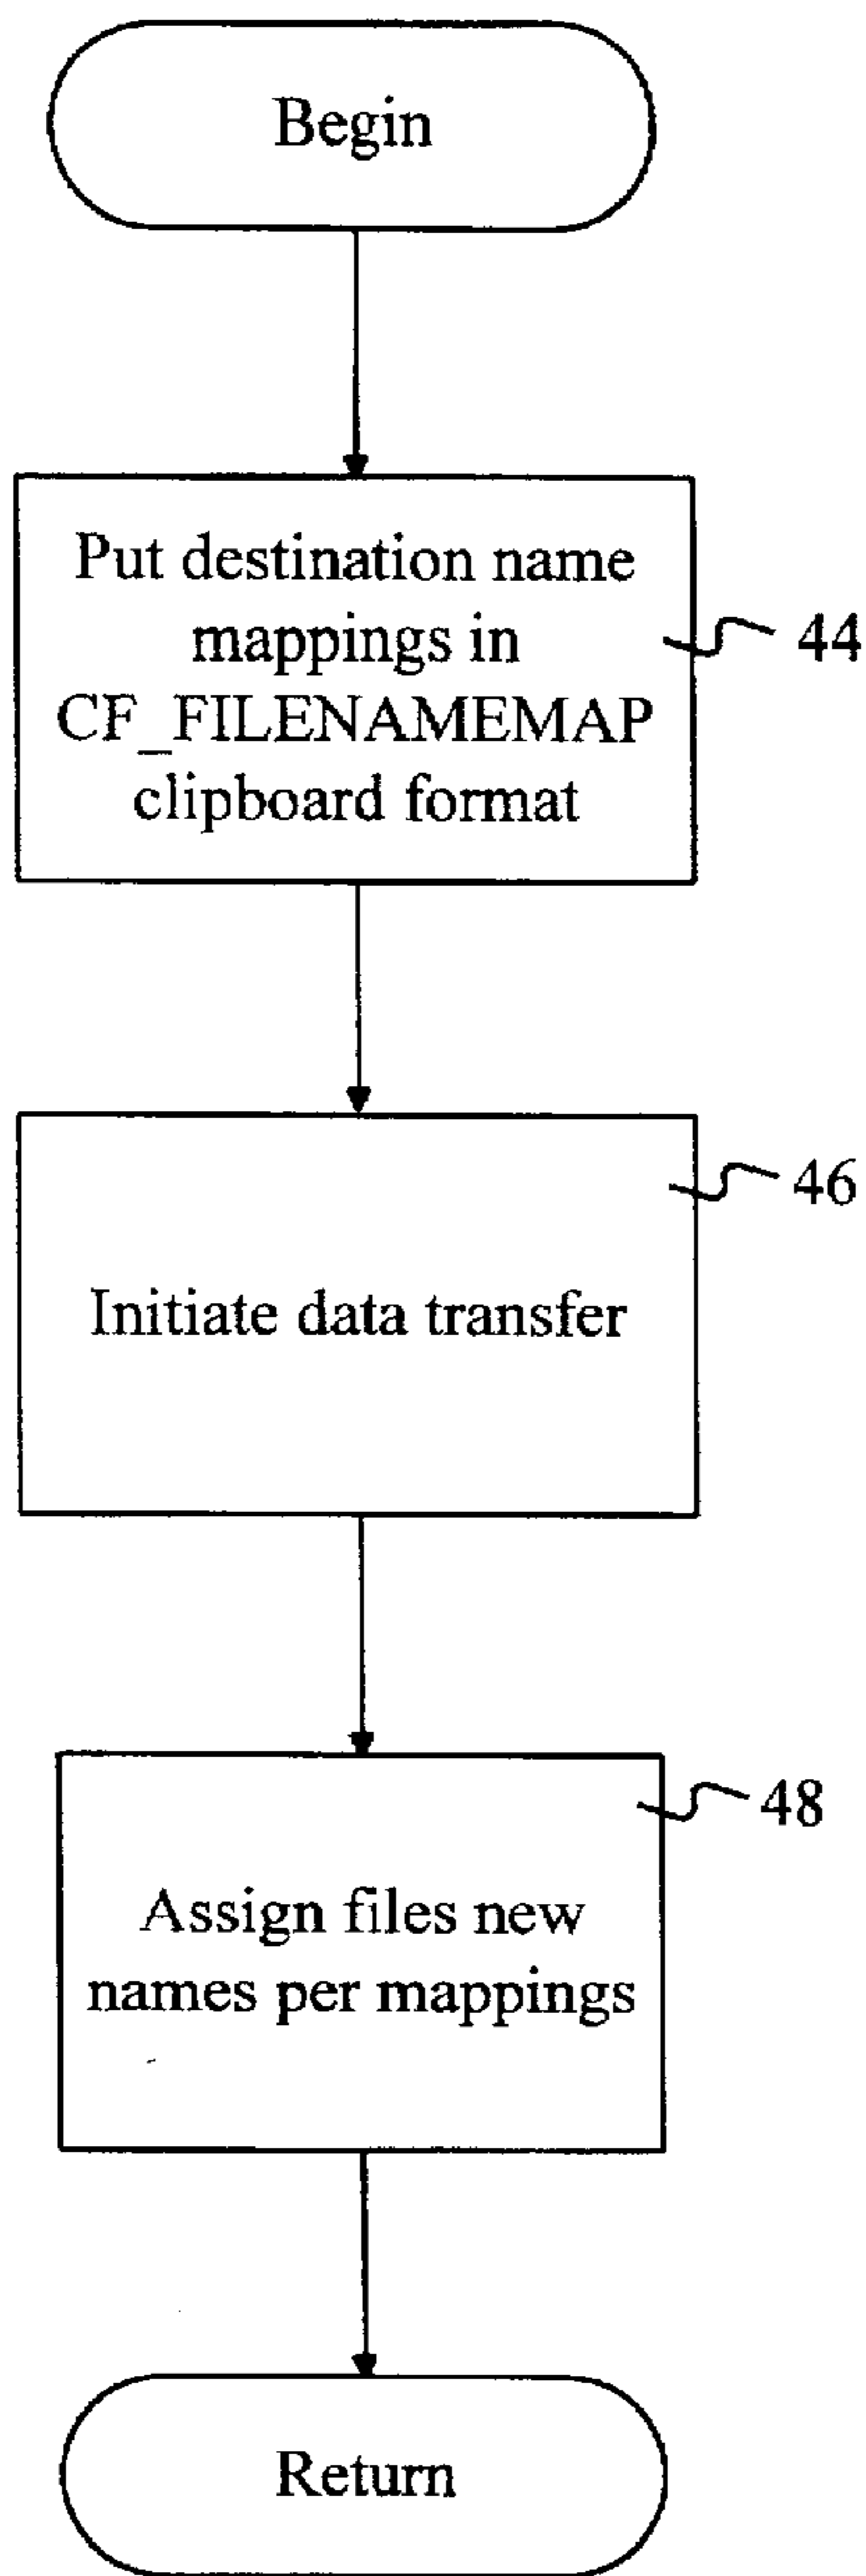 Begin
Put destination name
mappings in
CF_FILENAMEMAP
clipboard format
44
46
Initiate data transfer
48
Assign files new
names per mappings
Return